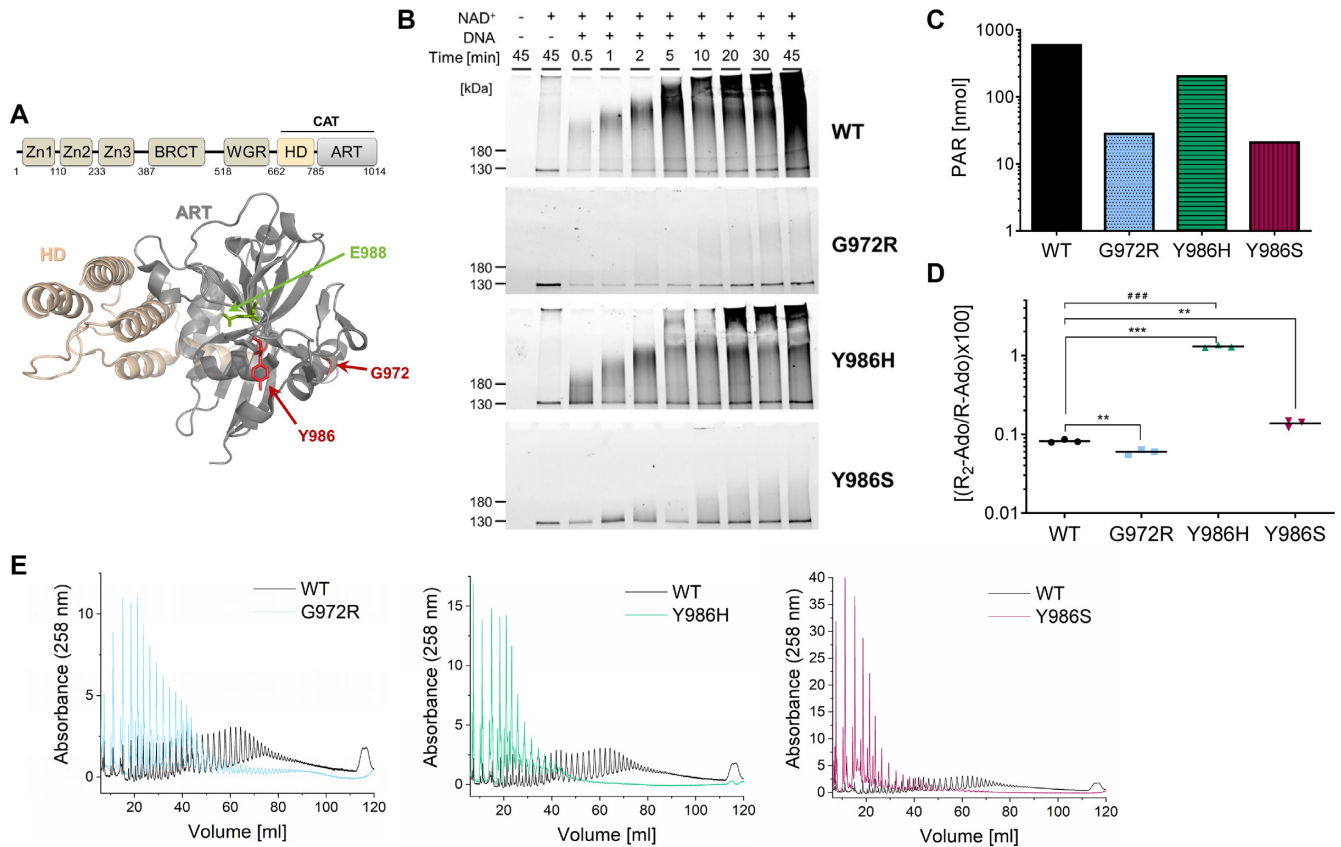 A
CAT
Zn1 Zn2 Zn3 BRCT WGR HD ART
1 110 233 387 518 662 785 1014
ART
HD
E988
G972
Y986
B
NAD⁺ - + + + + + + + + +
DNA - - + + + + + + + +
Time [min] 45 45 0.5 1 2 5 10 20 30 45
[kDa]
WT
180
130
G972R
180
130
Y986H
180
130
Y986S
180
130
C
PAR [nmol]
1000
100
10
1
WT G972R Y986H Y986S
D
[(R₂-Ado/R-Ado)x100]
###
**
***
1
**
0.1
0.01
WT G972R Y986H Y986S
E
Absorbance (258 nm)
WT
G972R
10
5
0
20 40 60 80 100 120
Volume [ml]
Absorbance (258 nm)
WT
Y986H
15
10
5
0
20 40 60 80 100 120
Volume [ml]
Absorbance (258 nm)
WT
Y986S
40
35
30
25
20
15
10
5
0
20 40 60 80 100 120
Volume [ml]